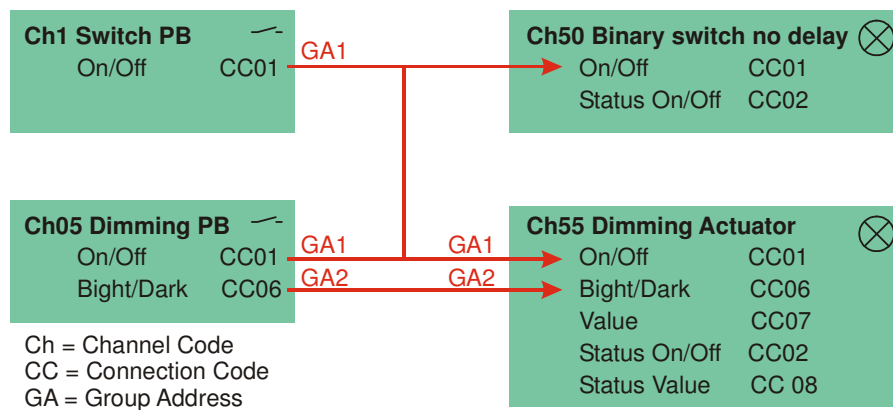 Ch1 Switch PB
On/Off CC01
GA1
Ch50 Binary switch no delay
On/Off CC01
Status On/Off CC02
Ch05 Dimming PB
On/Off CC01
Bight/Dark CC06
GA1 GA1
GA2 GA2
Ch55 Dimming Actuator
On/Off CC01
Bight/Dark CC06
Value CC07
Status On/Off CC02
Status Value CC 08
Ch = Channel Code
CC = Connection Code
GA = Group Address